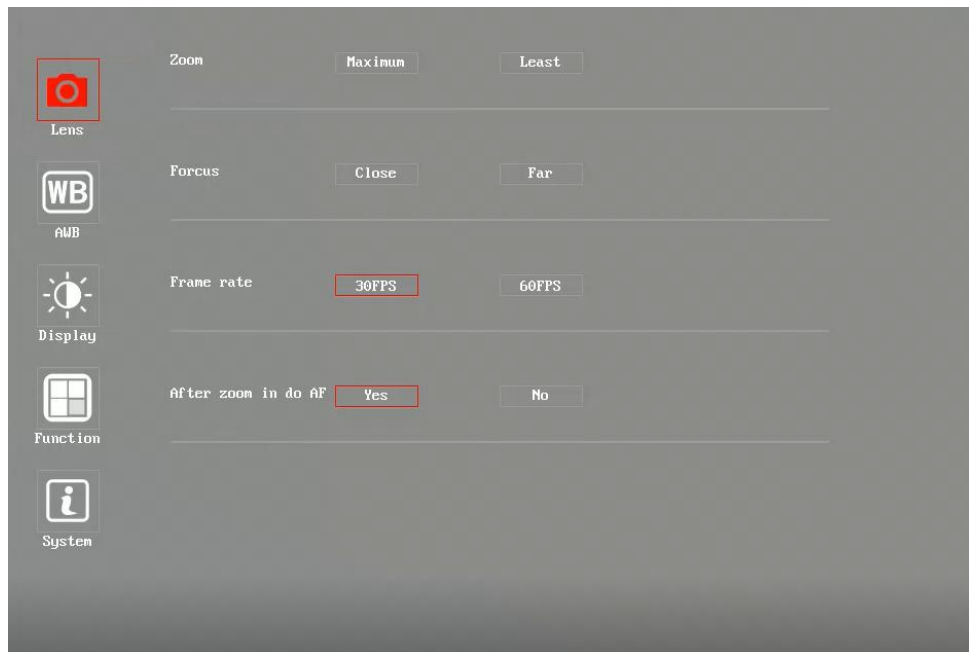 Zoom Maximum Least
Lens
Forcus Close Far
WB
AWB
Frame rate 30FPS 60FPS
Display
After zoom in do AF Yes No
Function
i
System